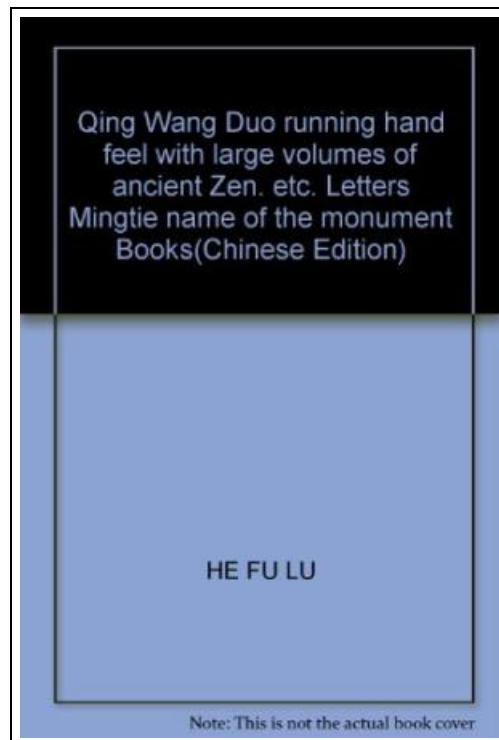 Qing Wang Duo running hand
feel with large volumes of
ancient Zen. etc. Letters
Mingtie name of the monument
Books(Chinese Edition)
HE FU LU
Note: This is not the actual book cover